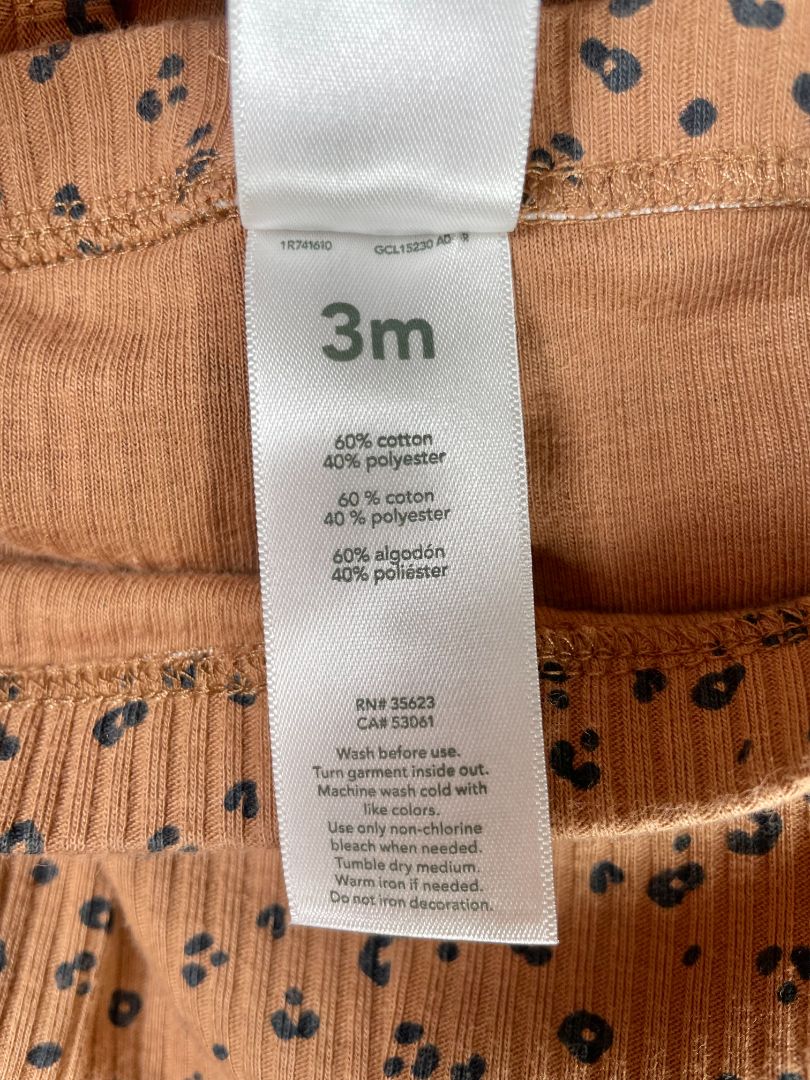 1R741610 GCL15230 AD R
3m
60% cotton
40% polyester
60 % coton
40 % polyester
60% algodón
40% poliéster
RN# 35623
CA# 53061
Wash before use.
Turn garment inside out.
Machine wash cold with
like colors.
Use only non-chlorine
bleach when needed.
Tumble dry medium.
Warm iron if needed.
Do not iron decoration.